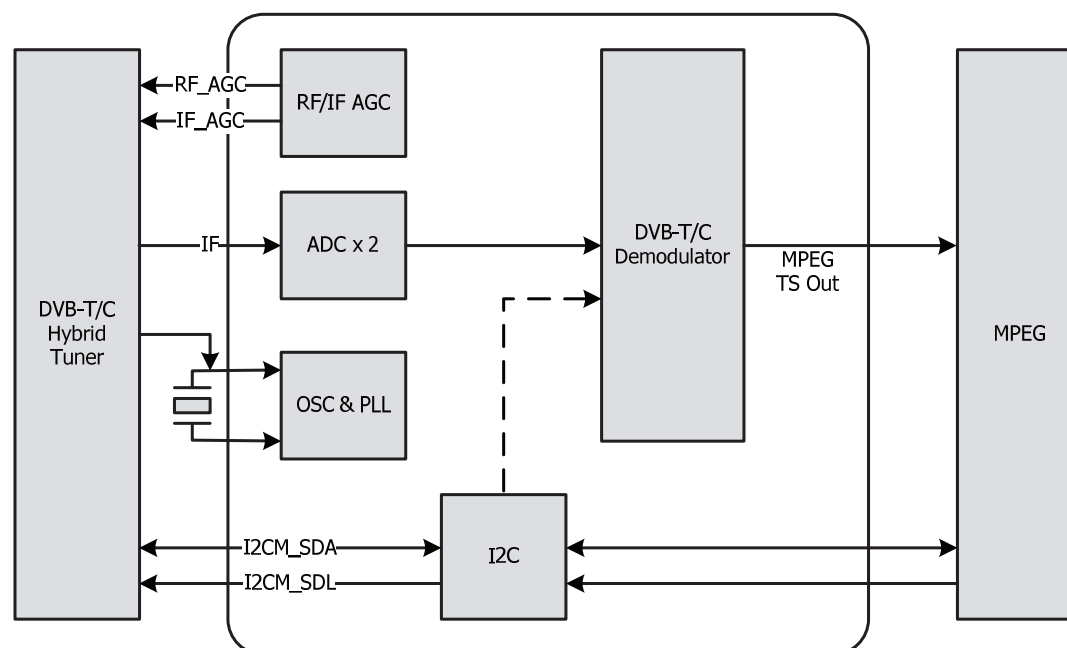 RF_AGC
IF_AGC
RF/IF AGC
IF
ADC x 2
DVB-T/C
Demodulator
MPEG
TS Out
DVB-T/C
Hybrid
Tuner
MPEG
OSC & PLL
I2CM_SDA
I2CM_SDL
I2C